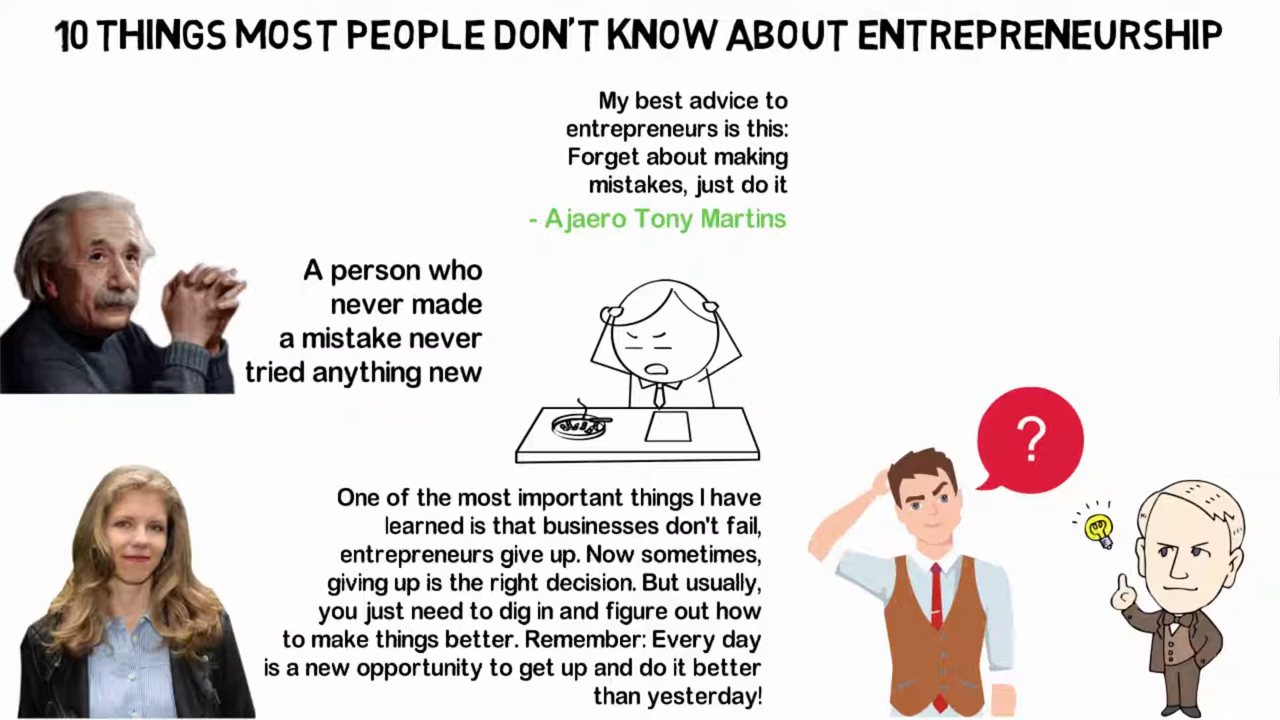 10 THINGS MOST PEOPLE DON'T KNOW ABOUT ENTREPRENEURSHIP
My best advice to
entrepreneurs is this:
Forget about making
mistakes, just do it
- Ajaero Tony Martins
A person who
never made
a mistake never
tried anything new
?
One of the most important things I have
learned is that businesses don't fail,
entrepreneurs give up. Now sometimes,
giving up is the right decision. But usually,
you just need to dig in and figure out how
to make things better. Remember: Every day
is a new opportunity to get up and do it better
than yesterday!